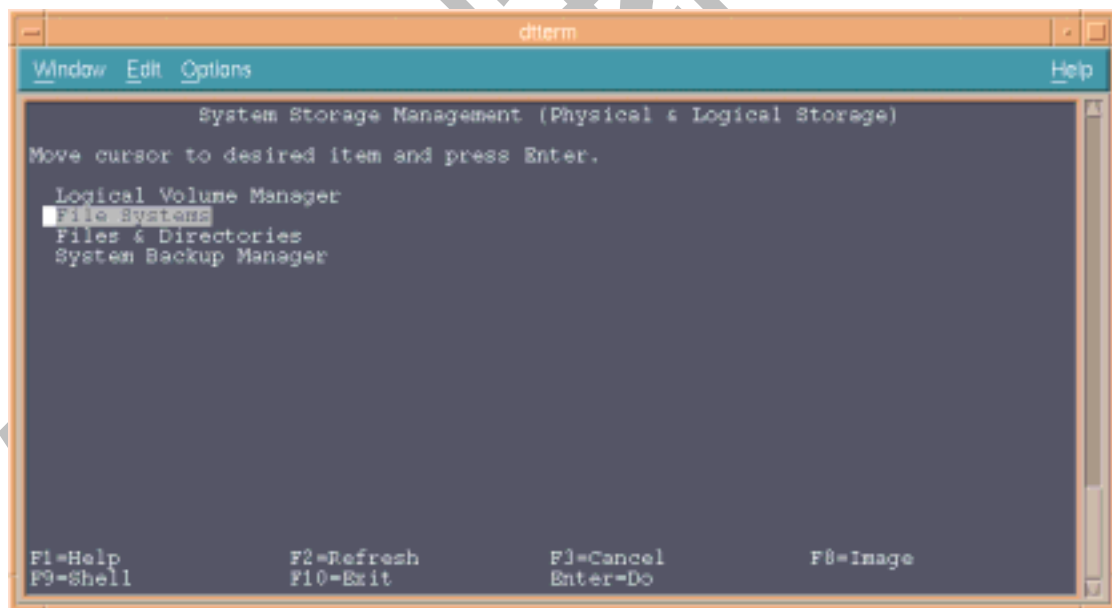 dtterm
Window Edit Options Help
System Storage Management (Physical & Logical Storage)
Move cursor to desired item and press Enter.
Logical Volume Manager
File Systems
Files & Directories
System Backup Manager
F1=Help F2=Refresh F3=Cancel F8=Image
F9=Shell F10=Exit Enter=Do